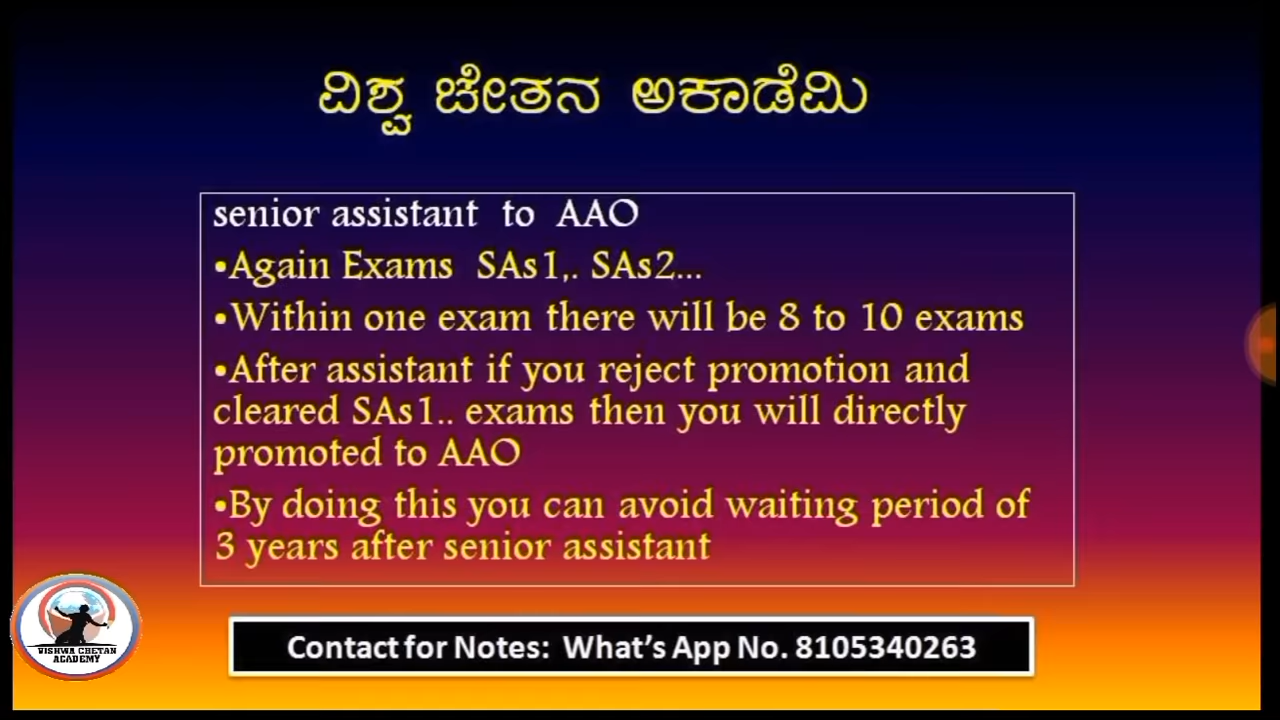 ವಿಶ್ವ ಚೇತನ ಅಕಾಡೆಮಿ
senior assistant to AAO
•Again Exams SAs1,. SAs2...
•Within one exam there will be 8 to 10 exams
•After assistant if you reject promotion and
cleared SAs1.. exams then you will directly
promoted to AAO
•By doing this you can avoid waiting period of
3 years after senior assistant
VISHWA CHETAN
ACADEMY
Contact for Notes: What's App No. 8105340263